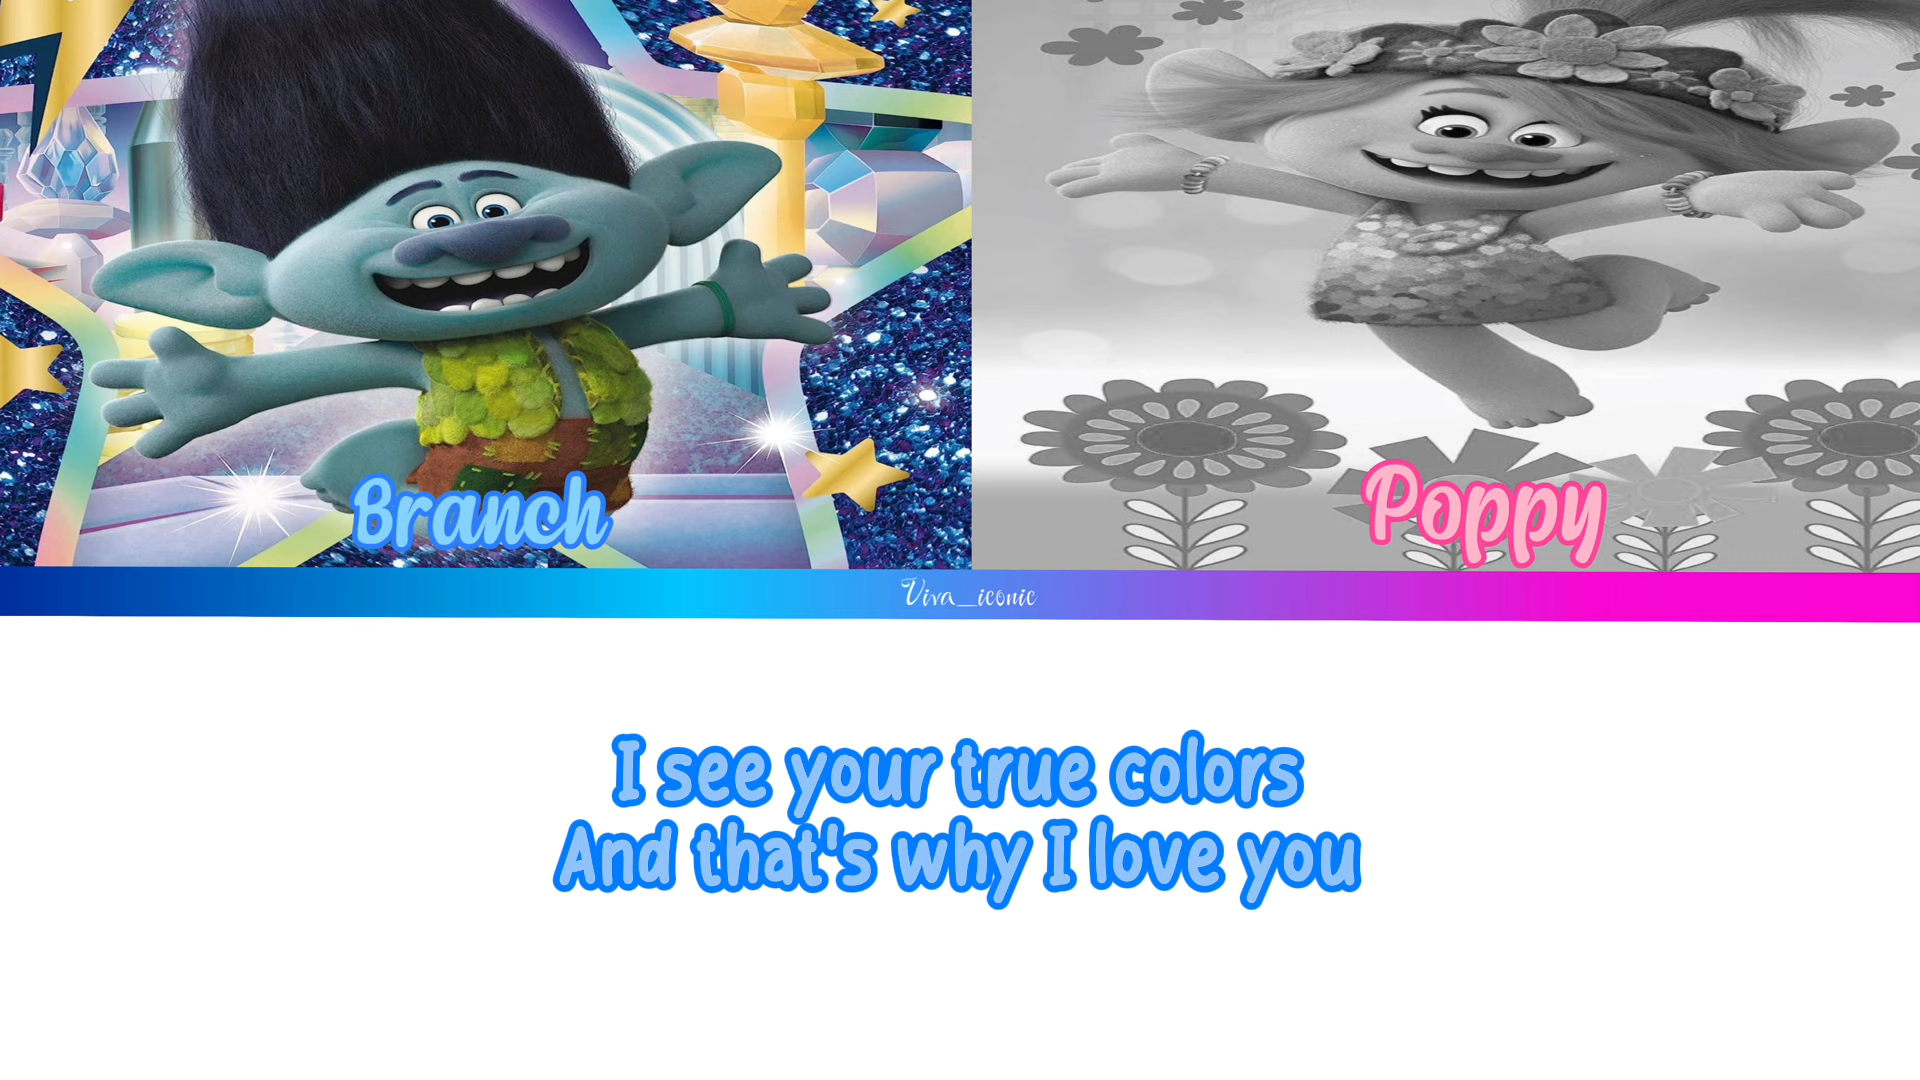 Branch
Poppy
Viva_iconic
I see your true colors
And that's why I love you